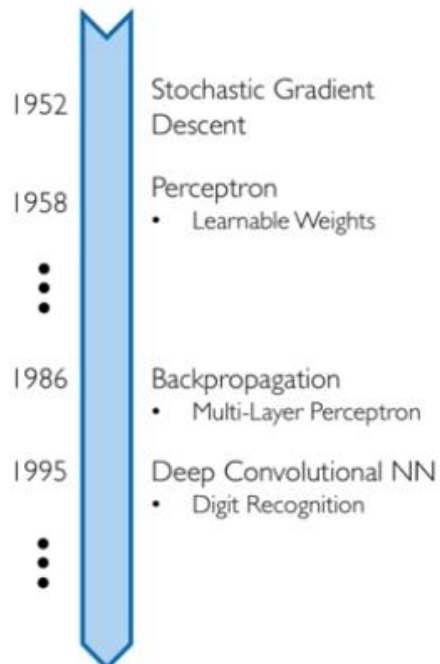 1952
Stochastic Gradient
Descent
1958
Perceptron
• Learnable Weights
1986
Backpropagation
• Multi-Layer Perceptron
1995
Deep Convolutional NN
• Digit Recognition